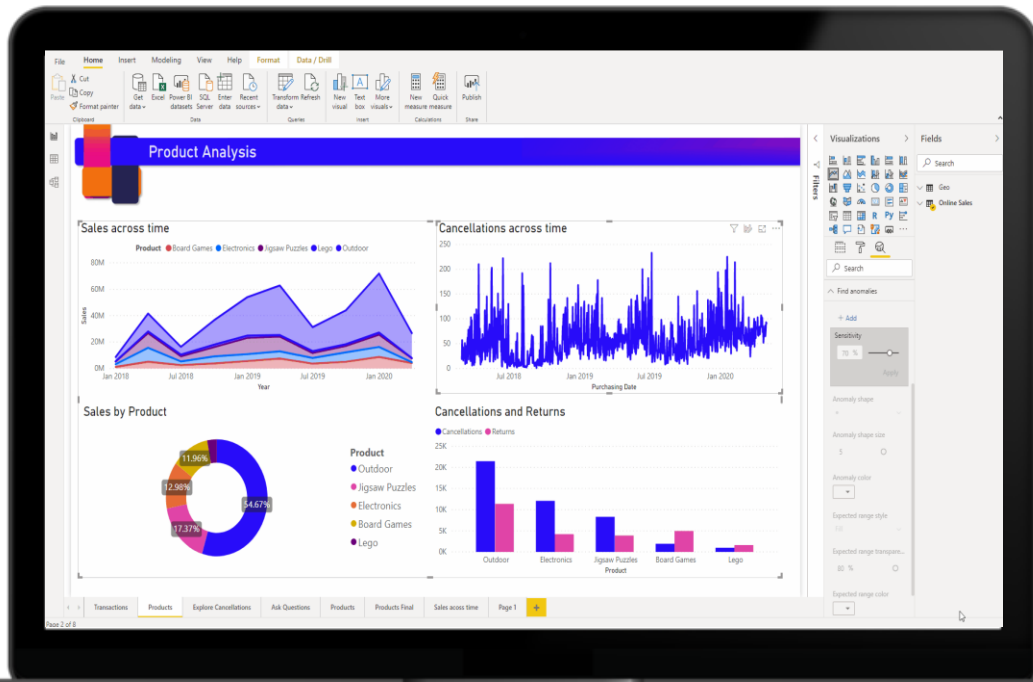 File Home Insert Modeling View Help Format Data / Drill
Paste
Cut
Copy
Format painter
Get data
Excel
Power BI datasets
SQL Server
Enter data
Recent sources
Transform data
Refresh
New visual
Text box
More visuals
New measure
Quick measure
Publish
Clipboard Data Queries Insert Calculations Share
Product Analysis
Sales across time
Product Board Games Electronics Jigsaw Puzzles Lego Outdoor
80M
60M
40M
20M
0M
Sales
Jan 2018 Jul 2018 Jan 2019 Jul 2019 Jan 2020
Year
Cancellations across time
250
200
150
100
50
0
Jul 2018 Jan 2019 Jul 2019 Jan 2020
Purchasing Date
Sales by Product
11.96%
12.98%
17.37%
54.67%
Product
Outdoor
Jigsaw Puzzles
Electronics
Board Games
Lego
Cancellations and Returns
Cancellations Returns
25K
20K
15K
10K
5K
0K
Outdoor Electronics Jigsaw Puzzles Board Games Lego
Product
Filters
Visualizations
R Py
Search
Find anomalies
+ Add
Sensitivity
70 %
Apply
Anomaly shape
Anomaly shape size
3
Anomaly color
Expected range style
Expected range transpare...
80 %
Expected range color
Fields
Search
Geo
Online Sales
Transactions Products Explore Cancellations Ask Questions Products Products Final Sales acoss time Page 1 +
Page 2 of 8